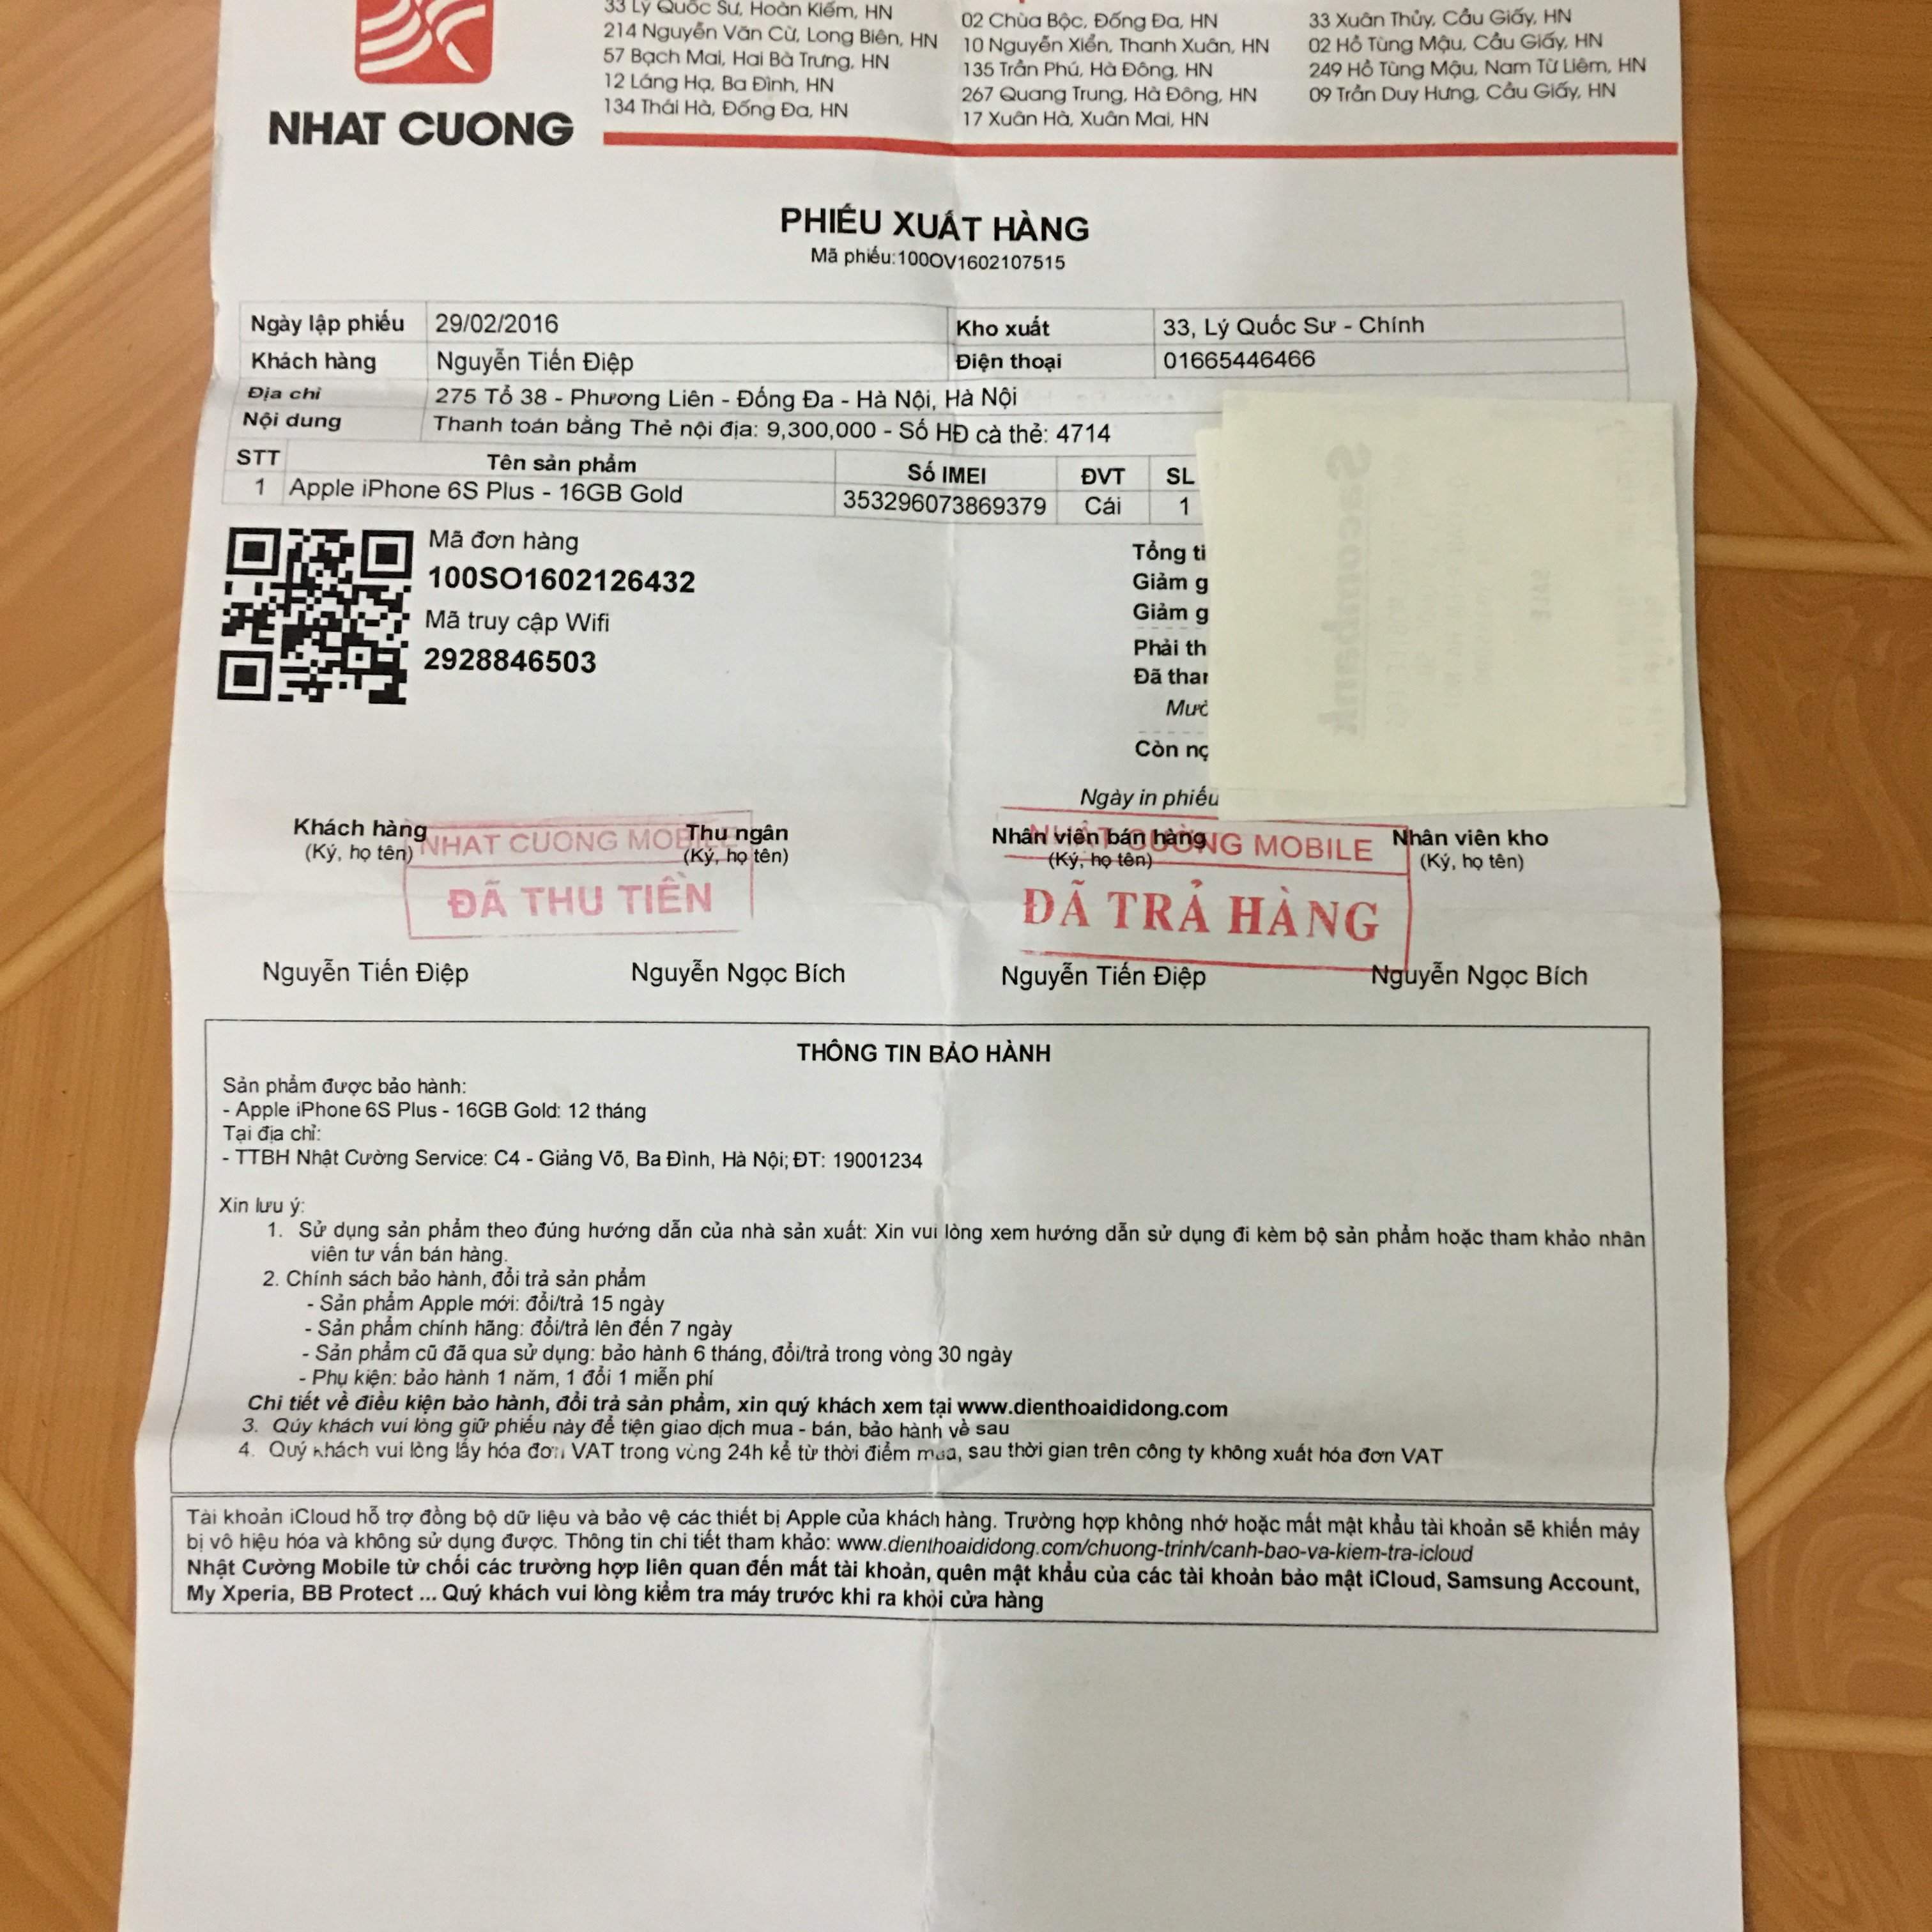 33 Lý Quốc Sư, Hoàn Kiếm, HN
214 Nguyễn Văn Cừ, Long Biên, HN
57 Bạch Mai, Hai Bà Trưng, HN
12 Láng Hạ, Ba Đình, HN
134 Thái Hà, Đống Đa, HN
02 Chùa Bộc, Đống Đa, HN
10 Nguyễn Xiển, Thanh Xuân, HN
135 Trần Phú, Hà Đông, HN
267 Quang Trung, Hà Đông, HN
17 Xuân Hà, Xuân Mai, HN
33 Xuân Thủy, Cầu Giấy, HN
02 Hồ Tùng Mậu, Cầu Giấy, HN
249 Hồ Tùng Mậu, Nam Từ Liêm, HN
09 Trần Duy Hưng, Cầu Giấy, HN
NHAT CUONG
PHIẾU XUẤT HÀNG
Mã phiếu:100OV1602107515
Ngày lập phiếu 29/02/2016 Kho xuất 33, Lý Quốc Sư - Chính
Khách hàng Nguyễn Tiến Điệp Điện thoại 01665446466
Địa chỉ 275 Tổ 38 - Phương Liên - Đống Đa - Hà Nội, Hà Nội
Nội dung Thanh toán bằng Thẻ nội địa: 9,300,000 - Số HĐ cà thẻ: 4714
STT Tên sản phẩm Số IMEI ĐVT SL
1 Apple iPhone 6S Plus - 16GB Gold 353296073869379 Cái 1
Mã đơn hàng
100SO1602126432
Mã truy cập Wifi
2928846503
Tổng ti
Giảm g
Giảm g
Phải th
Đã than
Mườ
Còn nợ
Sacombank
SALE
Ngày in phiếu
Khách hàng Thu ngân Nhân viên bán hàng Nhân viên kho
(Ký, họ tên) (Ký, họ tên) (Ký, họ tên) (Ký, họ tên)
NHAT CUONG MOBILE
ĐÃ THU TIỀN
NHẬT CƯỜNG MOBILE
ĐÃ TRẢ HÀNG
Nguyễn Tiến Điệp Nguyễn Ngọc Bích Nguyễn Tiến Điệp Nguyễn Ngọc Bích
THÔNG TIN BẢO HÀNH
Sản phẩm được bảo hành:
- Apple iPhone 6S Plus - 16GB Gold: 12 tháng
Tại địa chỉ:
- TTBH Nhật Cường Service: C4 - Giảng Võ, Ba Đình, Hà Nội; ĐT: 19001234
Xin lưu ý:
1. Sử dụng sản phẩm theo đúng hướng dẫn của nhà sản xuất: Xin vui lòng xem hướng dẫn sử dụng đi kèm bộ sản phẩm hoặc tham khảo nhân
viên tư vấn bán hàng.
2. Chính sách bảo hành, đổi trả sản phẩm
- Sản phẩm Apple mới: đổi/trả 15 ngày
- Sản phẩm chính hãng: đổi/trả lên đến 7 ngày
- Sản phẩm cũ đã qua sử dụng: bảo hành 6 tháng, đổi/trả trong vòng 30 ngày
- Phụ kiện: bảo hành 1 năm, 1 đổi 1 miễn phí
Chi tiết về điều kiện bảo hành, đổi trả sản phẩm, xin quý khách xem tại www.dienthoaididong.com
3. Qúy khách vui lòng giữ phiếu này để tiện giao dịch mua - bán, bảo hành về sau
4. Quý khách vui lòng lấy hóa đơn VAT trong vùng 24h kể từ thời điểm mua, sau thời gian trên công ty không xuất hóa đơn VAT
Tài khoản iCloud hỗ trợ đồng bộ dữ liệu và bảo vệ các thiết bị Apple của khách hàng. Trường hợp không nhớ hoặc mất mật khẩu tài khoản sẽ khiến máy
bị vô hiệu hóa và không sử dụng được. Thông tin chi tiết tham khảo: www.dienthoaididong.com/chuong-trinh/canh-bao-va-kiem-tra-icloud
Nhật Cường Mobile từ chối các trường hợp liên quan đến mất tài khoản, quên mật khẩu của các tài khoản bảo mật iCloud, Samsung Account,
My Xperia, BB Protect ... Quý khách vui lòng kiểm tra máy trước khi ra khỏi cửa hàng